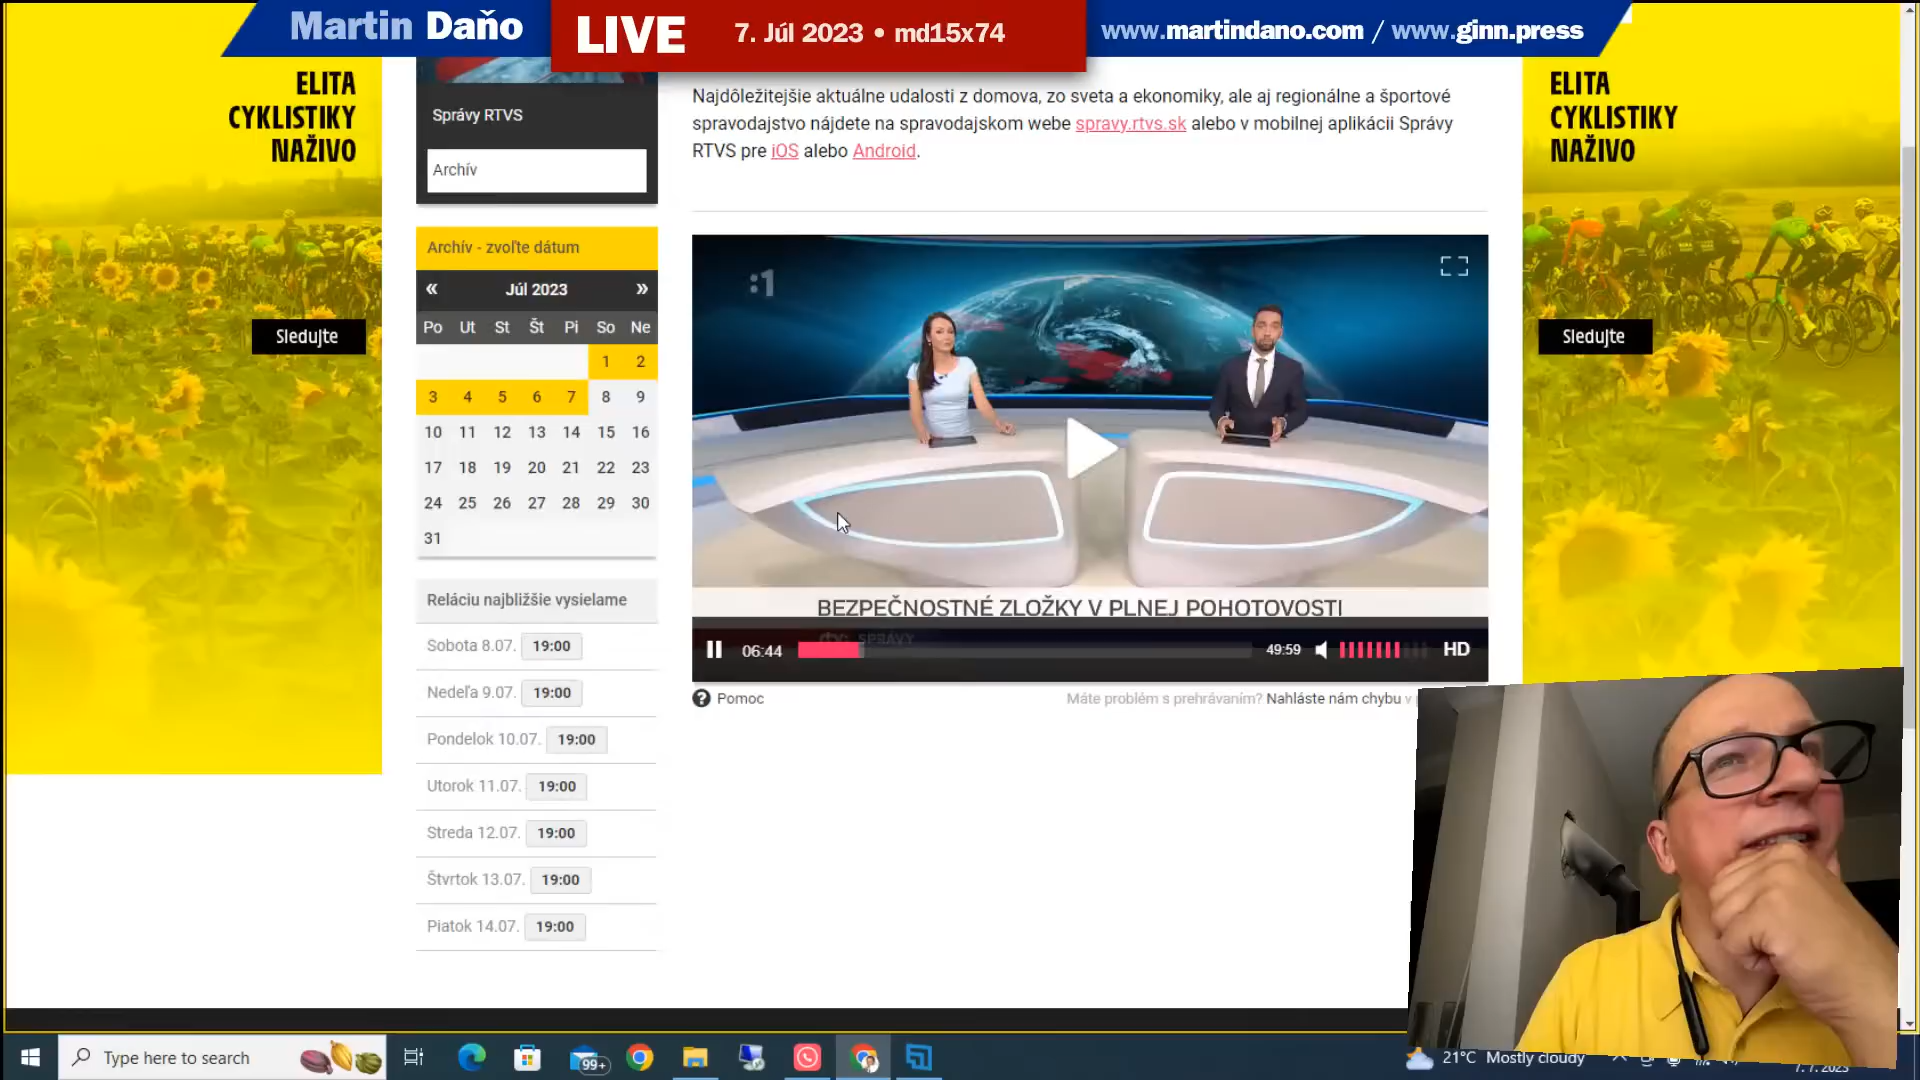 Martin Daňo
LIVE 7. Júl 2023 • md15x74
www.martindano.com / www.ginn.press
ELITA
CYKLISTIKY
NAŽIVO
Sledujte
Správy RTVS
Archív
Archív - zvoľte dátum
« Júl 2023 »
Po Ut St Št Pi So Ne
1 2
3 4 5 6 7 8 9
10 11 12 13 14 15 16
17 18 19 20 21 22 23
24 25 26 27 28 29 30
31
Reláciu najbližšie vysielame
Sobota 8.07. 19:00
Nedeľa 9.07. 19:00
Pondelok 10.07. 19:00
Utorok 11.07. 19:00
Streda 12.07. 19:00
Štvrtok 13.07. 19:00
Piatok 14.07. 19:00
Najdôležitejšie aktuálne udalosti z domova, zo sveta a ekonomiky, ale aj regionálne a športové
spravodajstvo nájdete na spravodajskom webe spravy.rtvs.sk alebo v mobilnej aplikácii Správy
RTVS pre iOS alebo Android.
:1
BEZPEČNOSTNÉ ZLOŽKY V PLNEJ POHOTOVOSTI
SPRÁVY
06:44 49:59 HD
? Pomoc
Máte problém s prehrávaním? Nahláste nám chybu v
ELITA
CYKLISTIKY
NAŽIVO
Sledujte
Type here to search
99+
21°C Mostly cloudy
7. 7. 2023